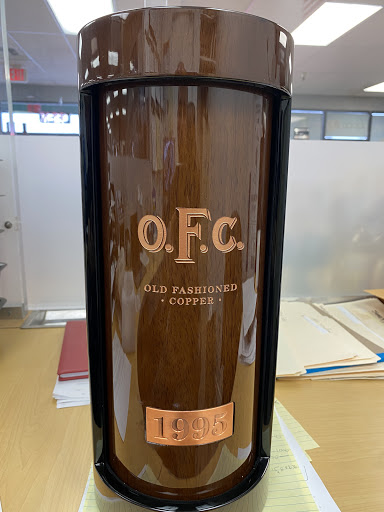 O.F.C.
OLD FASHIONED
· COPPER ·
1995